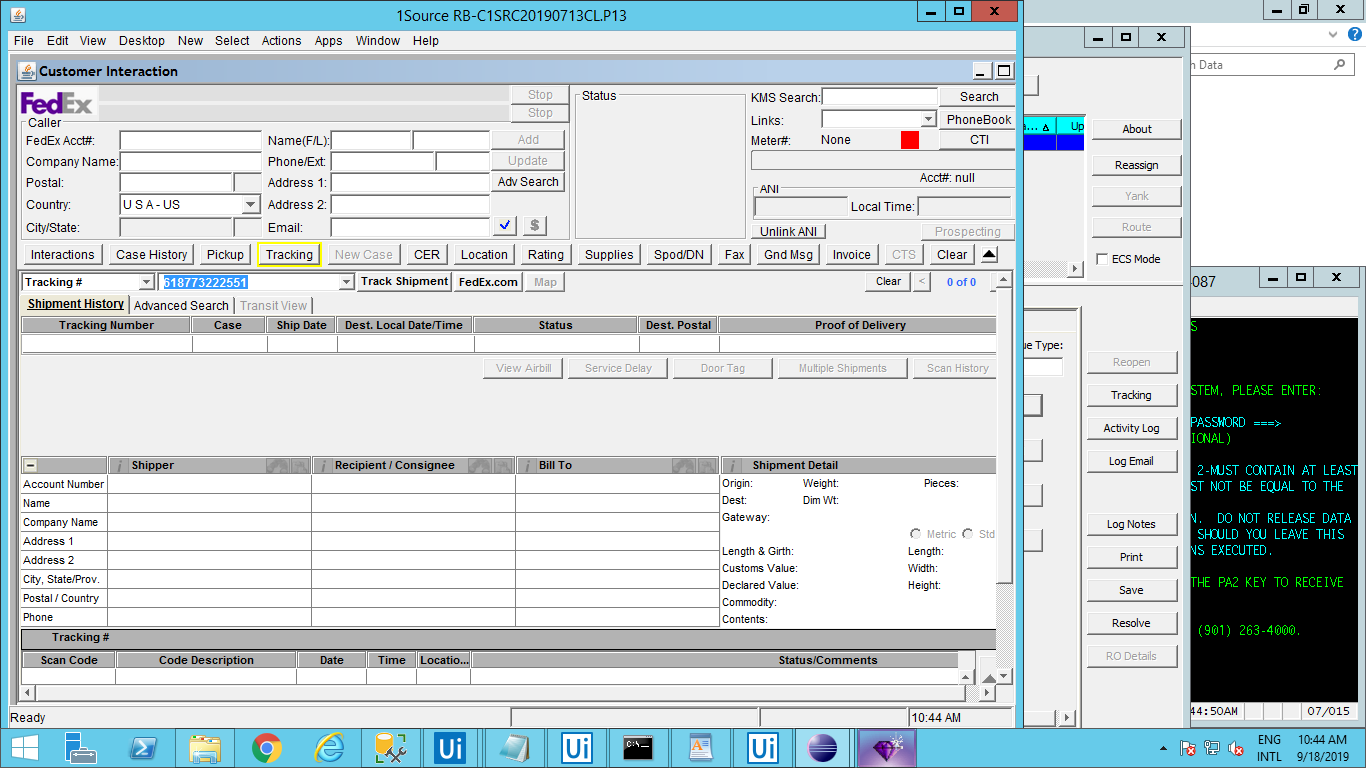 1Source RB-C1SRC20190713CL.P13
File Edit View Desktop New Select Actions Apps Window Help
Customer Interaction
FedEx
Stop
Stop
Caller
FedEx Acct#:
Name(F/L):
Add
Company Name:
Phone/Ext:
Update
Postal:
Address 1:
Adv Search
Country:
U S A - US
Address 2:
City/State:
Email:
$
Status
KMS Search:
Search
Links:
PhoneBook
Meter#:
None
CTI
Acct#: null
ANI
Local Time:
Unlink ANI
Prospecting
Interactions Case History Pickup Tracking New Case CER Location Rating Supplies Spod/DN Fax Gnd Msg Invoice CTS Clear
Tracking # 618773222551 Track Shipment FedEx.com Map Clear < 0 of 0
Shipment History Advanced Search Transit View
Tracking Number Case Ship Date Dest. Local Date/Time Status Dest. Postal Proof of Delivery
View Airbill Service Delay Door Tag Multiple Shipments Scan History
Shipper Recipient / Consignee Bill To Shipment Detail
Account Number
Name
Company Name
Address 1
Address 2
City, State/Prov.
Postal / Country
Phone
Origin: Weight: Pieces:
Dest: Dim Wt:
Gateway:
Metric Std
Length & Girth: Length:
Customs Value: Width:
Declared Value: Height:
Commodity:
Contents:
Tracking #
Scan Code Code Description Date Time Locatio... Status/Comments
Ready
10:44 AM
a... Up
About
Reassign
Yank
Route
ECS Mode
ue Type:
Reopen
Tracking
Activity Log
Log Email
Log Notes
Print
Save
Resolve
RO Details
n Data
4087
S
STEM, PLEASE ENTER:
PASSWORD ===>
IONAL)
2-MUST CONTAIN AT LEAST
ST NOT BE EQUAL TO THE
N. DO NOT RELEASE DATA
SHOULD YOU LEAVE THIS
NS EXECUTED.
THE PA2 KEY TO RECEIVE
(901) 263-4000.
44:50AM
07/015
Ui
Ui
Ui
ENG
INTL
10:44 AM
9/18/2019